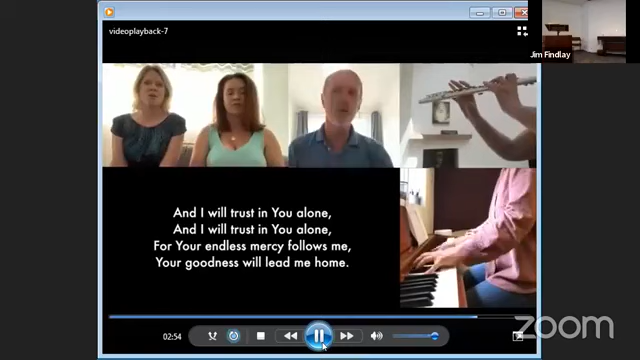 videoplayback-7
Jim Findlay
And I will trust in You alone,
And I will trust in You alone,
For Your endless mercy follows me,
Your goodness will lead me home.
02:54
zoom